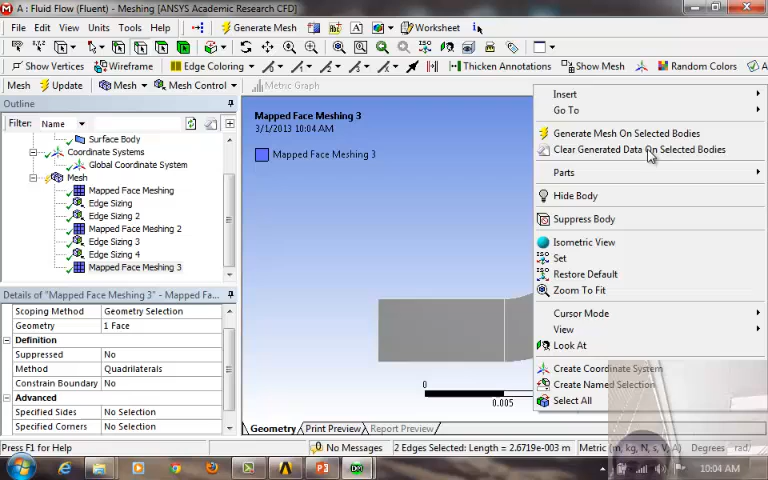 A : Fluid Flow (Fluent) - Meshing [ANSYS Academic Research CFD]
File Edit View Units Tools Help Generate Mesh Worksheet
Show Vertices Wireframe Edge Coloring Thicken Annotations Show Mesh Random Colors
Mesh Update Mesh Mesh Control Metric Graph
Outline
Filter: Name
Surface Body
Coordinate Systems
Global Coordinate System
Mesh
Mapped Face Meshing
Edge Sizing
Edge Sizing 2
Mapped Face Meshing 2
Edge Sizing 3
Edge Sizing 4
Mapped Face Meshing 3
Details of "Mapped Face Meshing 3" - Mapped Fa...
Scoping Method Geometry Selection
Geometry 1 Face
Definition
Suppressed No
Method Quadrilaterals
Constrain Boundary No
Advanced
Specified Sides No Selection
Specified Corners No Selection
Mapped Face Meshing 3
3/1/2013 10:04 AM
Mapped Face Meshing 3
0
0.005
Geometry Print Preview Report Preview
Insert
Go To
Generate Mesh On Selected Bodies
Clear Generated Data On Selected Bodies
Parts
Hide Body
Suppress Body
Isometric View
Set
Restore Default
Zoom To Fit
Cursor Mode
View
Look At
Create Coordinate System
Create Named Selection
Select All
Press F1 for Help No Messages 2 Edges Selected: Length = 2.6719e-003 m Metric (m, kg, N, s, V, A) Degrees rad/
10:04 AM